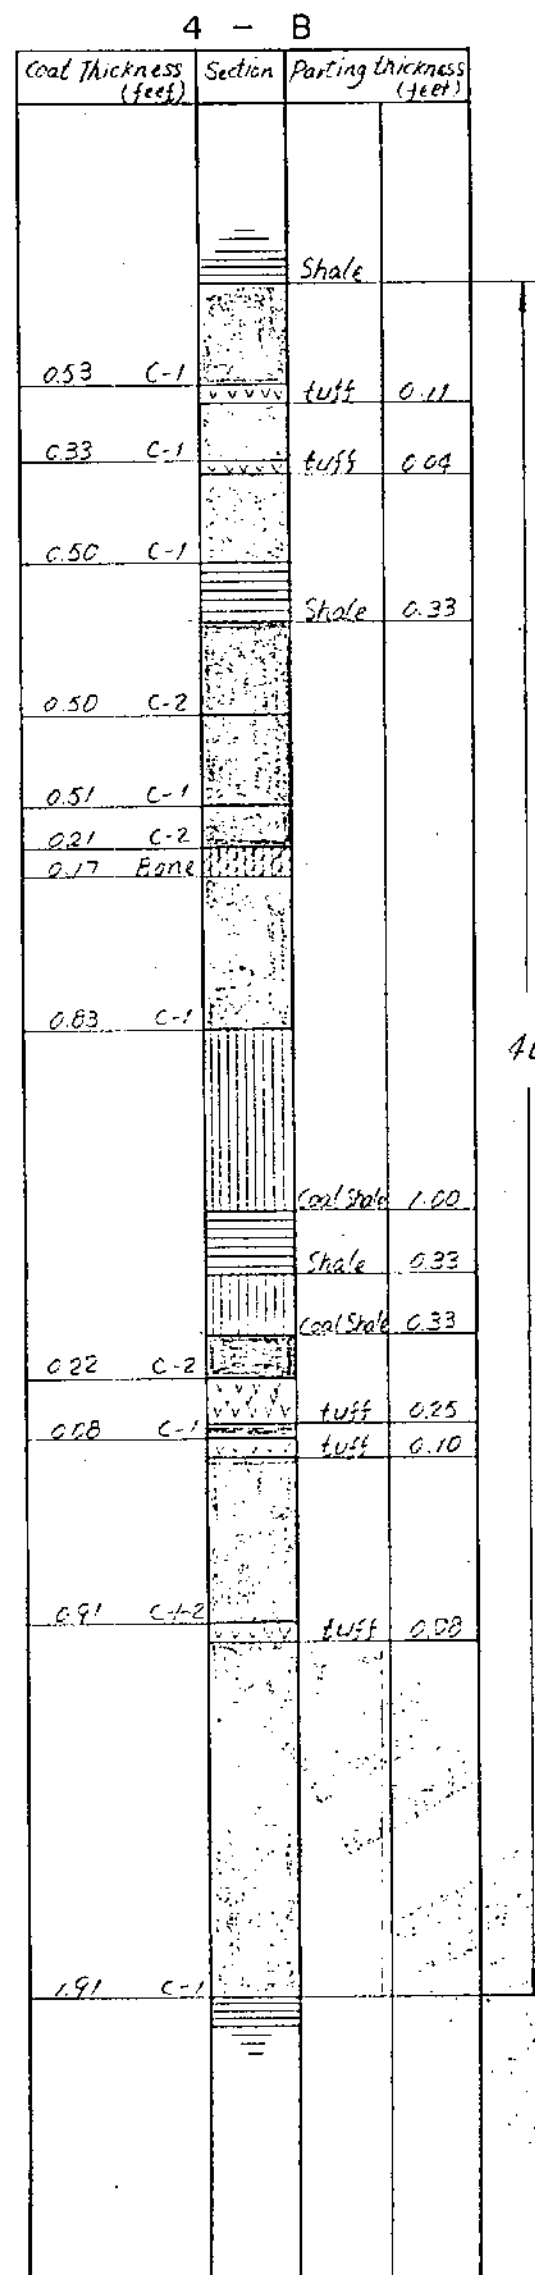 4 - B
Coal Thickness (feet) Section Parting thickness (feet)
Shale
0.53 C-1
tuff 0.11
0.33 C-1
tuff 0.04
0.50 C-1
Shale 0.33
0.50 C-2
0.51 C-1
0.21 C-2
0.17 Bone
0.83 C-1
Coal Shale 1.00
Shale 0.33
Coal Shale 0.33
0.22 C-2
tuff 0.25
0.08 C-1
tuff 0.10
0.91 C-1-2
tuff 0.08
1.91 C-1